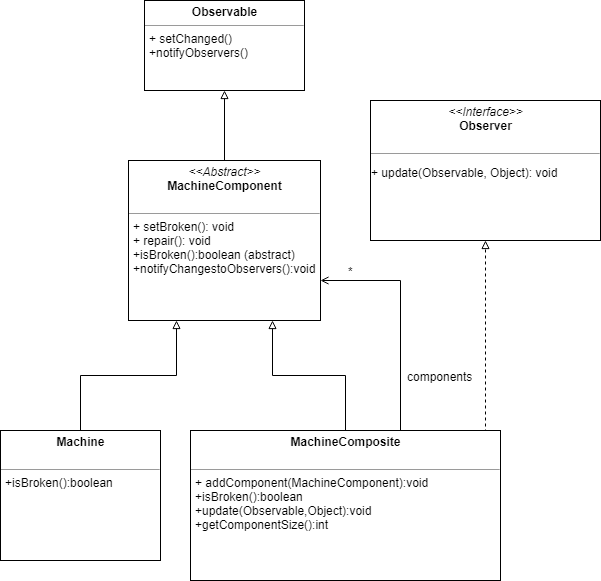 Observable
+ setChanged()
+notifyObservers()
<<Interface>>
Observer
+ update(Observable, Object): void
<<Abstract>>
MachineComponent
+ setBroken(): void
+ repair(): void
+isBroken():boolean (abstract)
+notifyChangestoObservers():void
*
components
Machine
+isBroken():boolean
MachineComposite
+ addComponent(MachineComponent):void
+isBroken():boolean
+update(Observable,Object):void
+getComponentSize():int